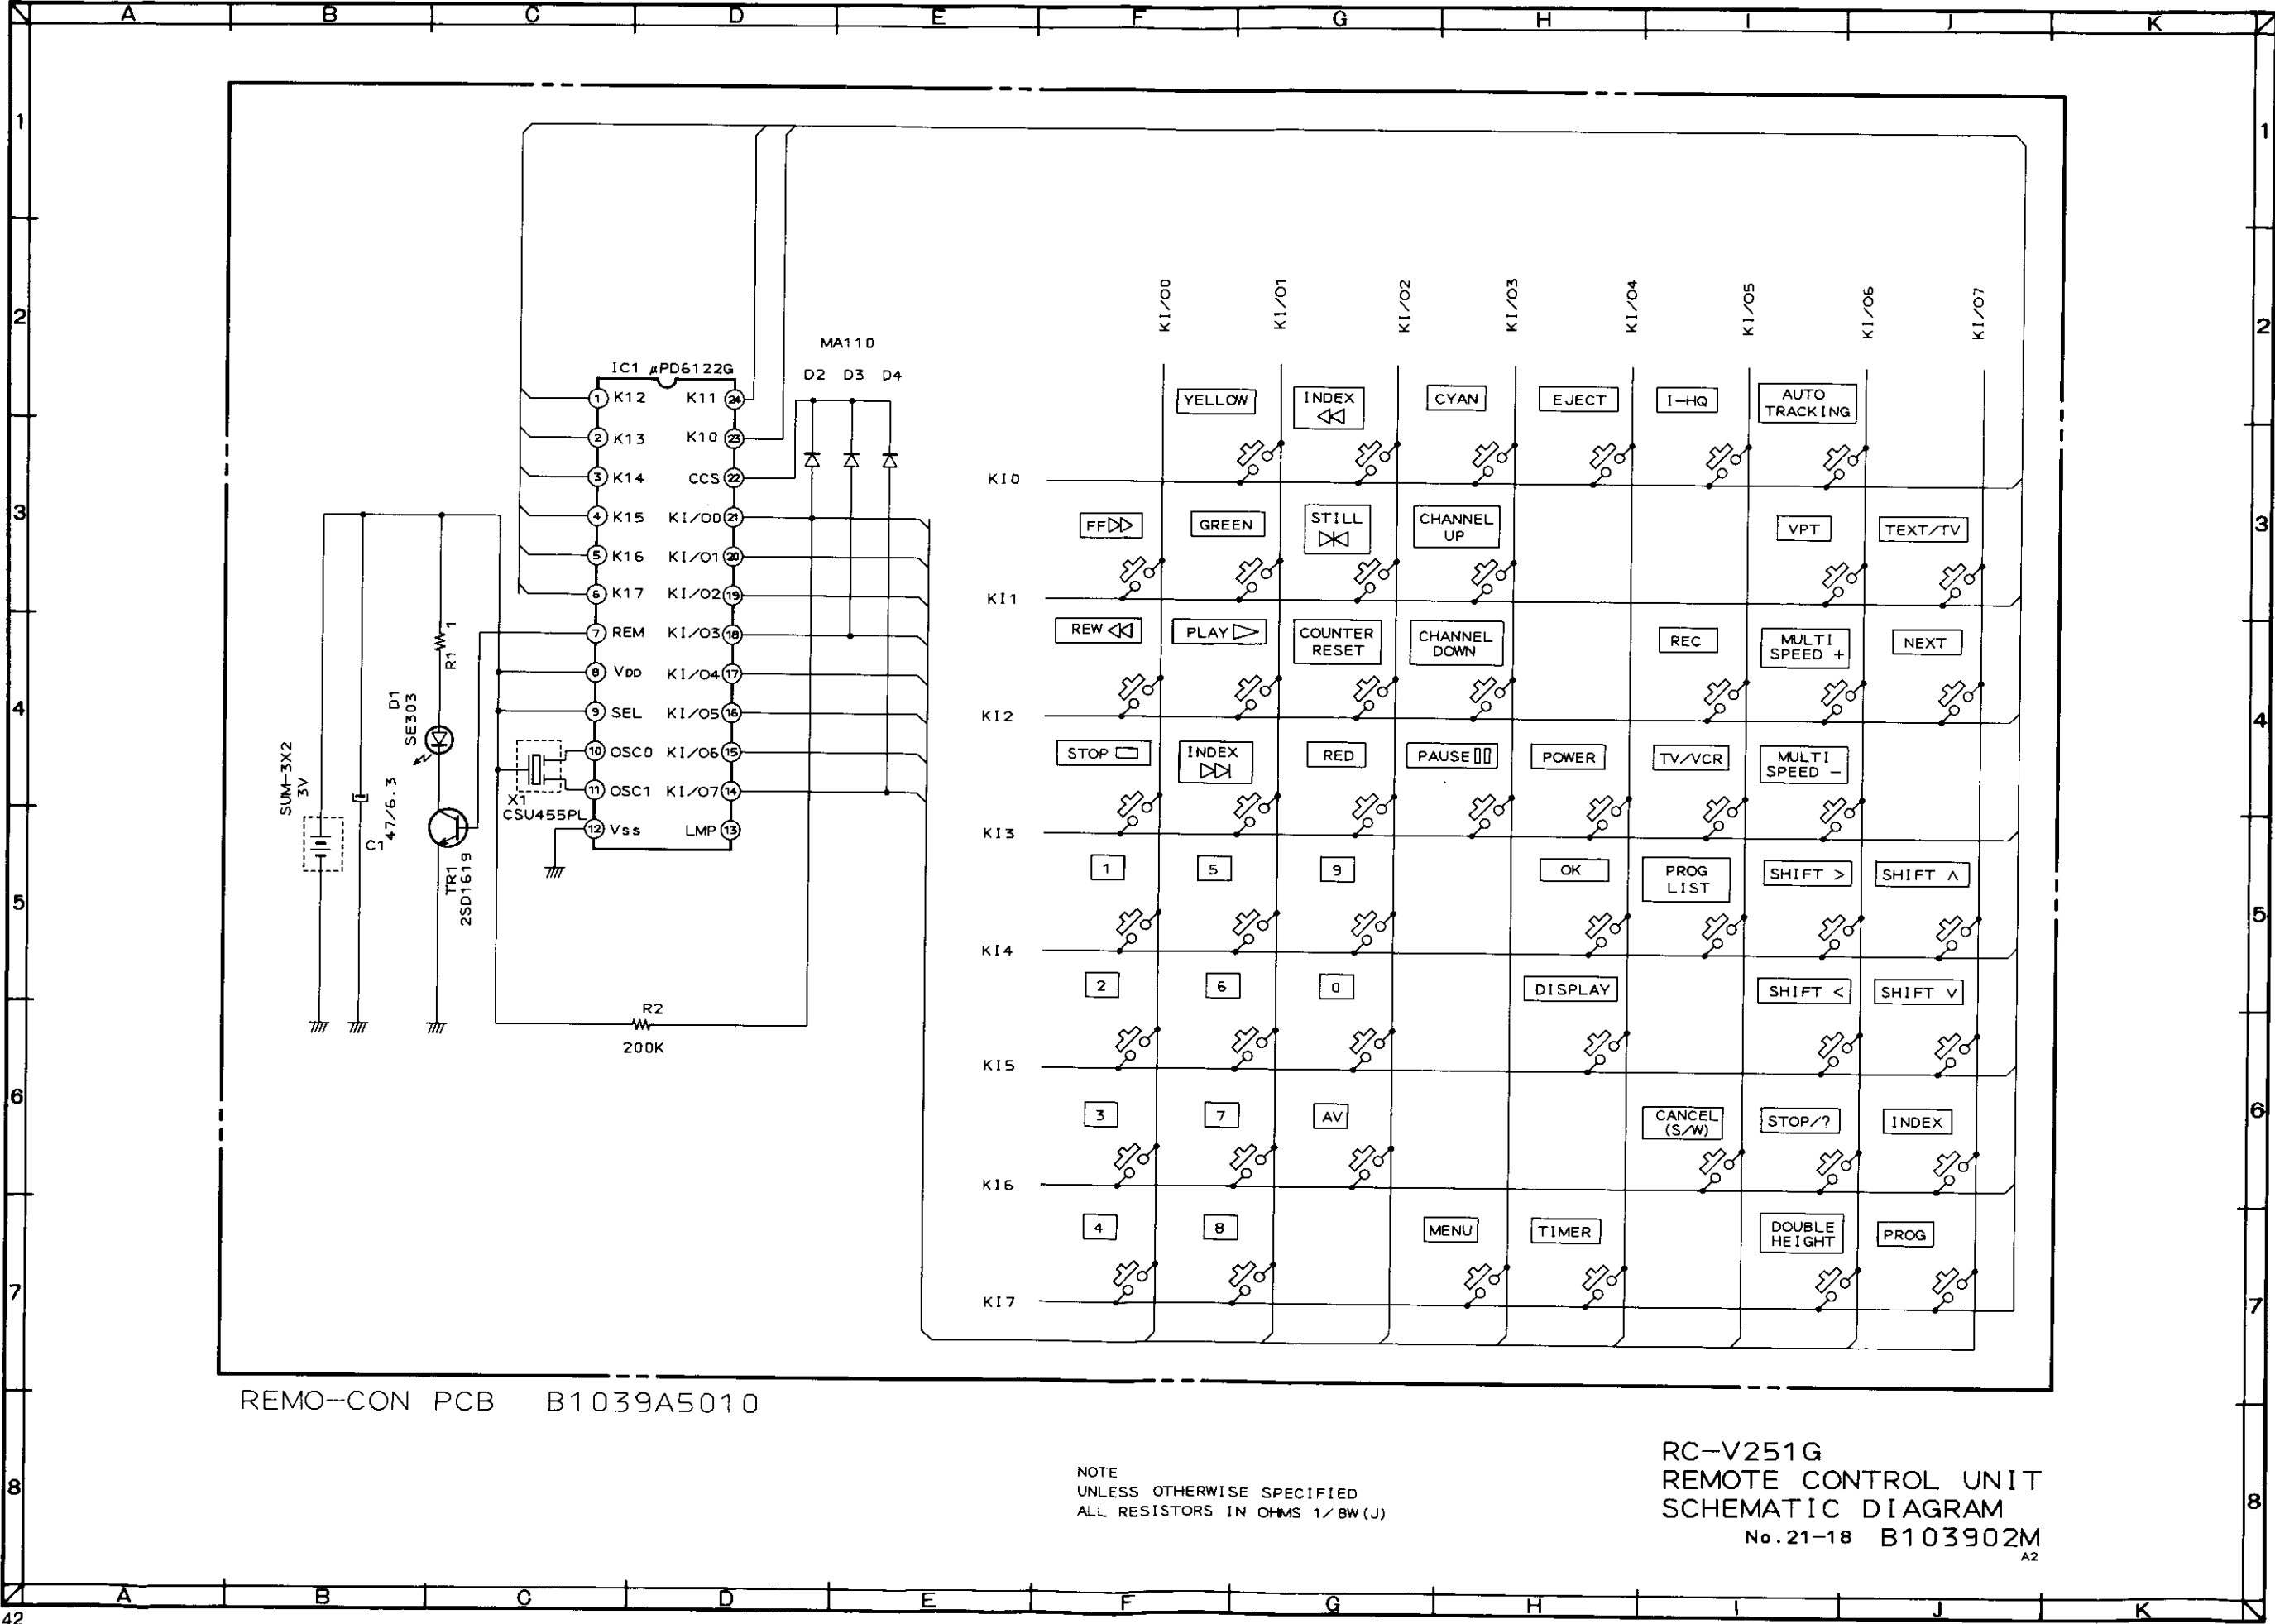 A B C D E F G H I J K
1 1
2 2
3 3
4 4
5 5
6 6
7 7
8 8
IC1 µPD6122G
1 K12
2 K13
3 K14
4 K15
5 K16
6 K17
7 REM
8 VDD
9 SEL
10 OSC0
11 OSC1
12 Vss
K11 24
K10 23
CCS 22
KI/O0 21
KI/O1 20
KI/O2 19
KI/O3 18
KI/O4 17
KI/O5 16
KI/O6 15
KI/O7 14
LMP 13
MA110
D2 D3 D4
R1 1
D1
SE303
SUM-3X2
3V
C1
47/6.3
TR1
2SD1619
X1
CSU455PL
R2
200K
KI/O0 KI/O1 KI/O2 KI/O3 KI/O4 KI/O5 KI/O6 KI/O7
YELLOW
INDEX
CYAN
EJECT
I-HQ
AUTO
TRACKING
KI0
FF
GREEN
STILL
CHANNEL
UP
VPT
TEXT/TV
KI1
REW
PLAY
COUNTER
RESET
CHANNEL
DOWN
REC
MULTI
SPEED +
NEXT
KI2
STOP
INDEX
RED
PAUSE
POWER
TV/VCR
MULTI
SPEED -
KI3
1
5
9
OK
PROG
LIST
SHIFT >
SHIFT ∧
KI4
2
6
0
DISPLAY
SHIFT <
SHIFT ∨
KI5
3
7
AV
CANCEL
(S/W)
STOP/?
INDEX
KI6
4
8
MENU
TIMER
DOUBLE
HEIGHT
PROG
KI7
REMO-CON PCB B1039A5010
NOTE
UNLESS OTHERWISE SPECIFIED
ALL RESISTORS IN OHMS 1/8W(J)
RC-V251G
REMOTE CONTROL UNIT
SCHEMATIC DIAGRAM
No.21-18 B103902M
A2
A B C D E F G H I J K
42